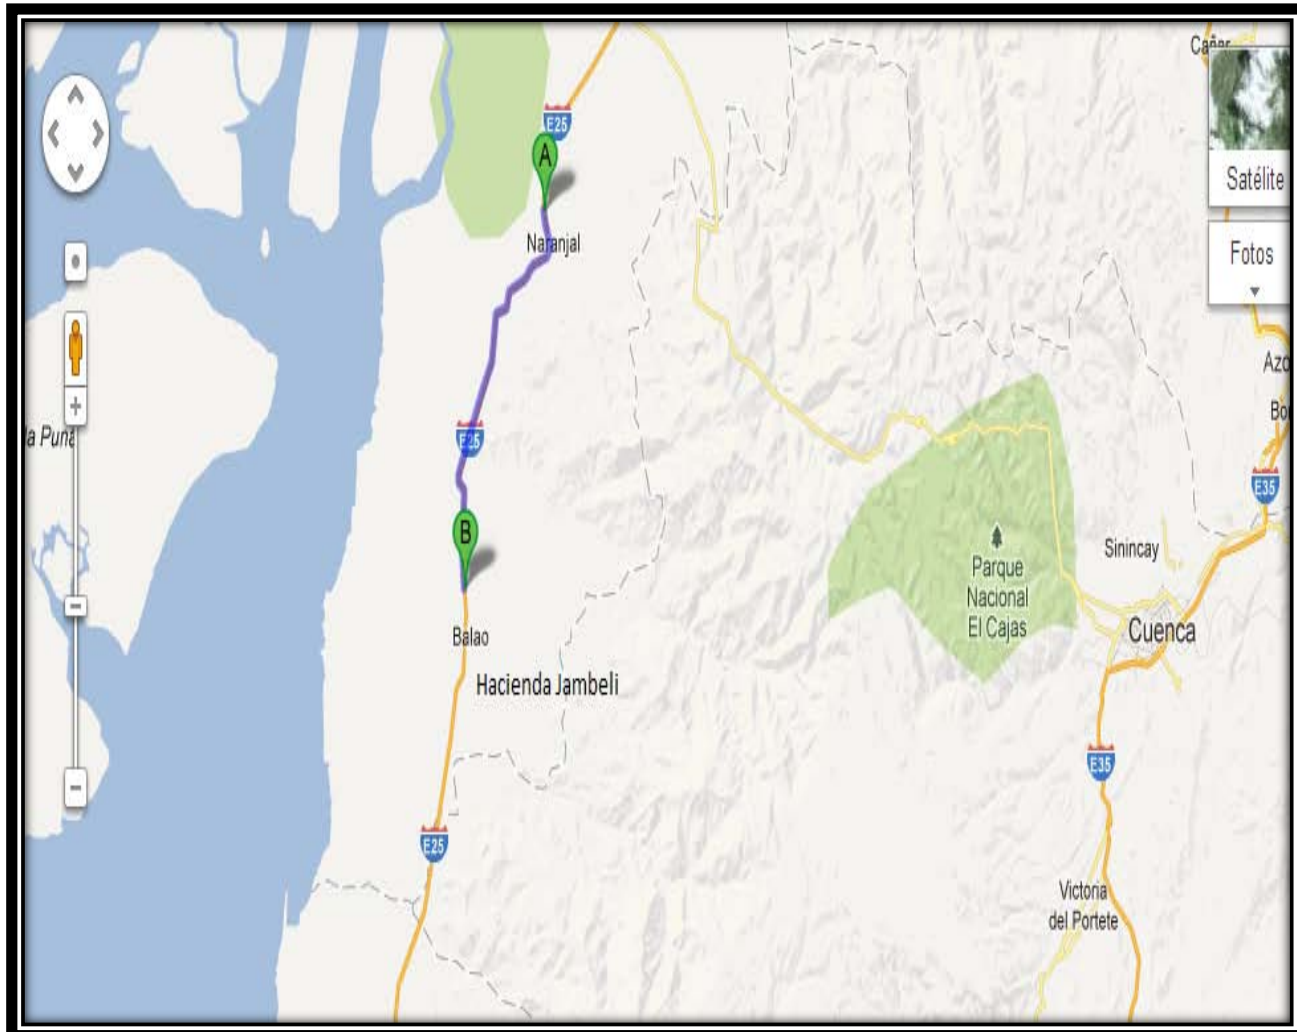 Cañar
E25
A
Satélite
Naranjal
Fotos
Azo
Bo
la Puná
E25
E35
B
Parque
Nacional
El Cajas
Sinincay
Cuenca
Balao
Hacienda Jambeli
E35
E25
Victoria
del Portete